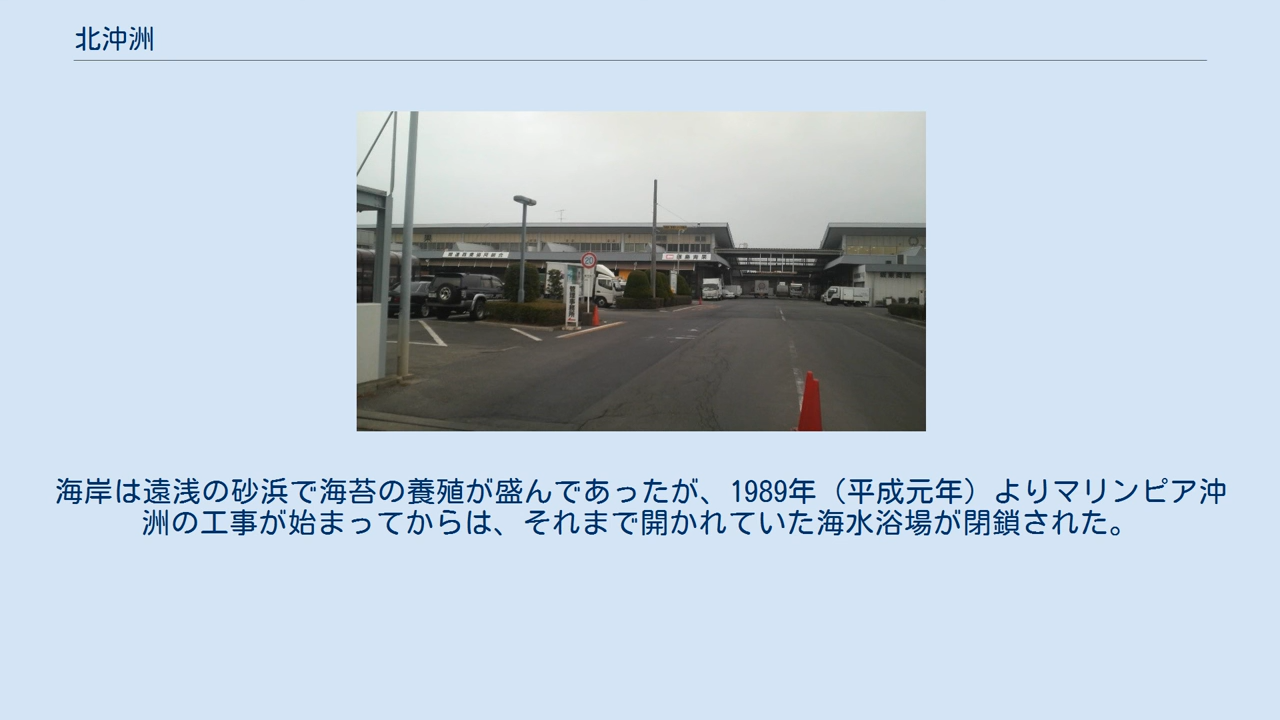 北沖洲
20
海岸は遠浅の砂浜で海苔の養殖が盛んであったが、1989年（平成元年）よりマリンピア沖
洲の工事が始まってからは、それまで開かれていた海水浴場が閉鎖された。